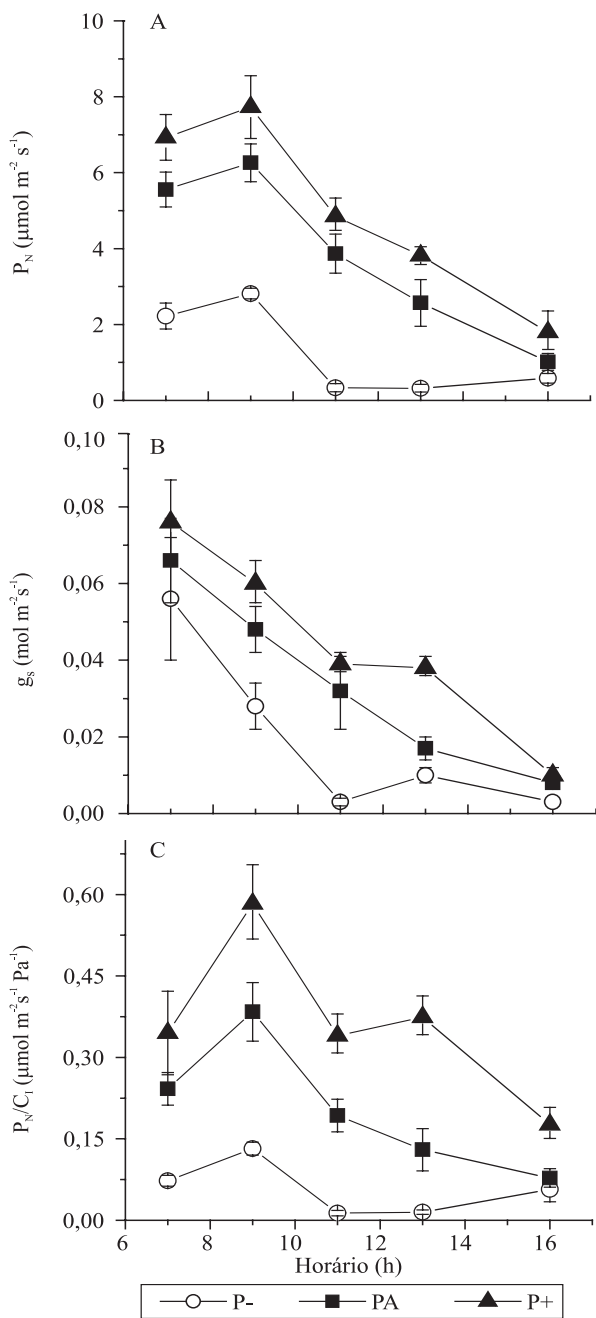 A
10
8
6
4
2
0
P_N (µmol m⁻² s⁻¹)
B
0,10
0,08
0,06
0,04
0,02
0,00
g_s (mol m⁻²s⁻¹)
C
0,60
0,45
0,30
0,15
0,00
P_N/C_I (µmol m⁻²s⁻¹ Pa⁻¹)
6 8 10 12 14 16
Horário (h)
P- PA P+